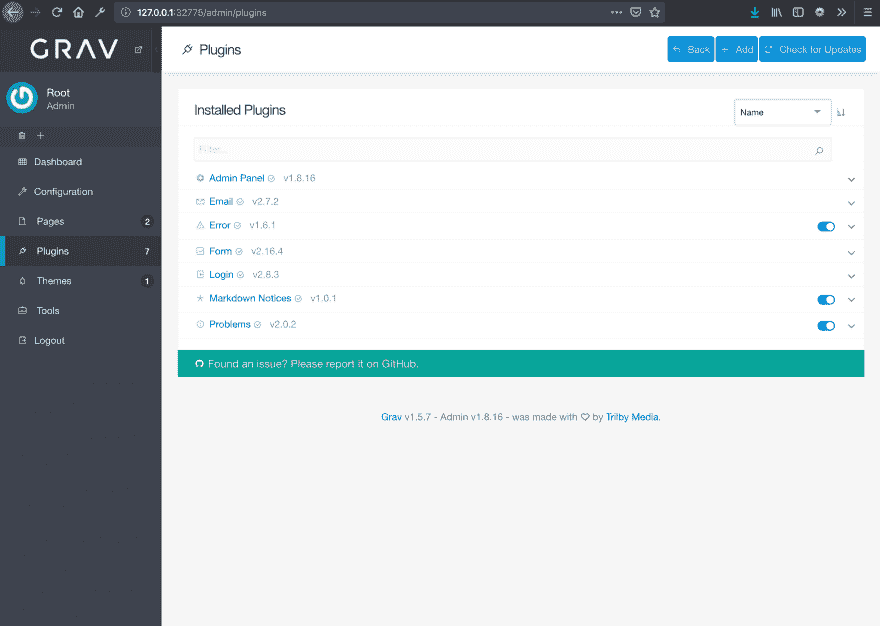 127.0.0.1:32775/admin/plugins
GRAV
Plugins
Back
Add
Check for Updates
Root
Admin
Dashboard
Configuration
Pages 2
Plugins 7
Themes 1
Tools
Logout
Installed Plugins
Name
Filter...
Admin Panel v1.8.16
Email v2.7.2
Error v1.6.1
Form v2.16.4
Login v2.8.3
Markdown Notices v1.0.1
Problems v2.0.2
Found an issue? Please report it on GitHub.
Grav v1.5.7 - Admin v1.8.16 - was made with ♡ by Trilby Media.